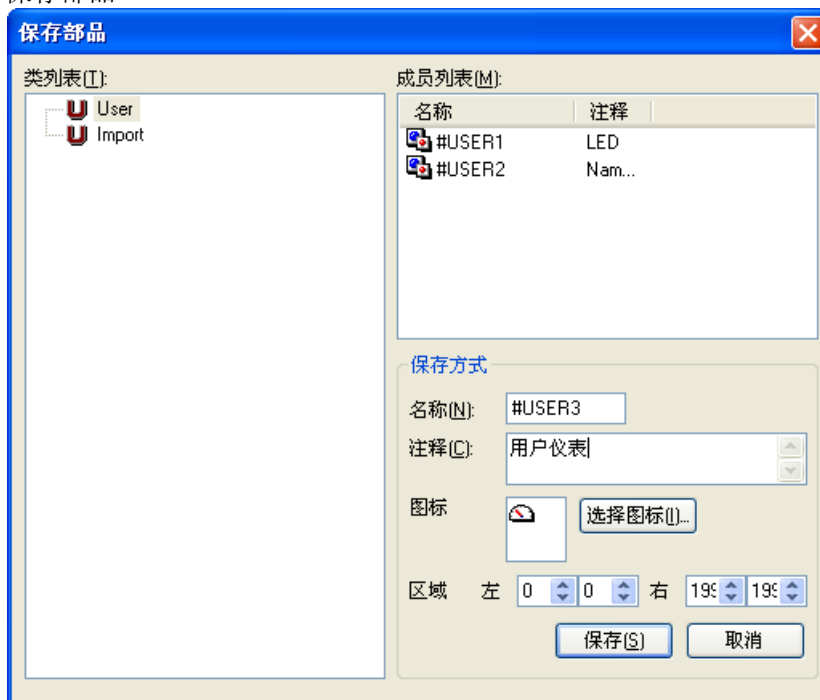 保存部品
类列表(T):
User
Import
成员列表(M):
名称 注释
#USER1 LED
#USER2 Nam...
保存方式
名称(N): #USER3
注释(C): 用户仪表
图标 选择图标(I)...
区域 左 0 0 右 199 199
保存(S) 取消